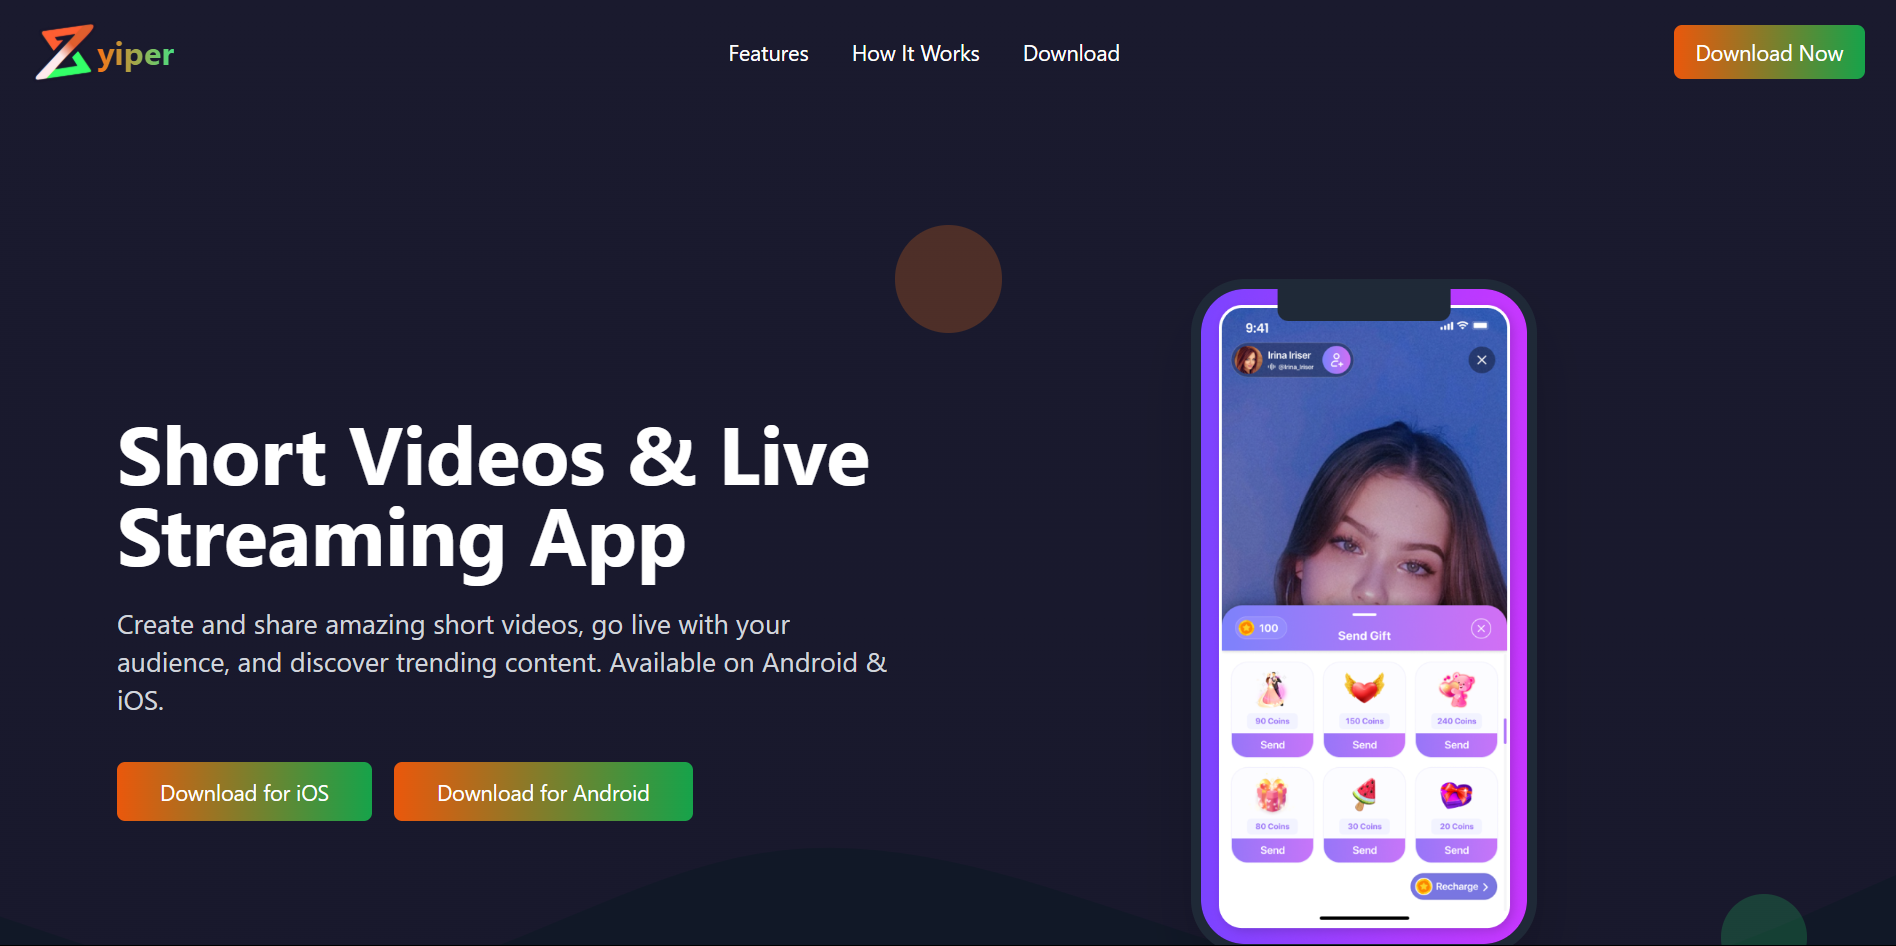 Zyiper
Features
How It Works
Download
Download Now
Short Videos & Live
Streaming App
Create and share amazing short videos, go live with your
audience, and discover trending content. Available on Android &
iOS.
Download for iOS
Download for Android
9:41
Irina Iriser
@Irina_Iriser
100
Send Gift
90 Coins
150 Coins
240 Coins
Send
Send
Send
80 Coins
30 Coins
20 Coins
Send
Send
Send
Recharge